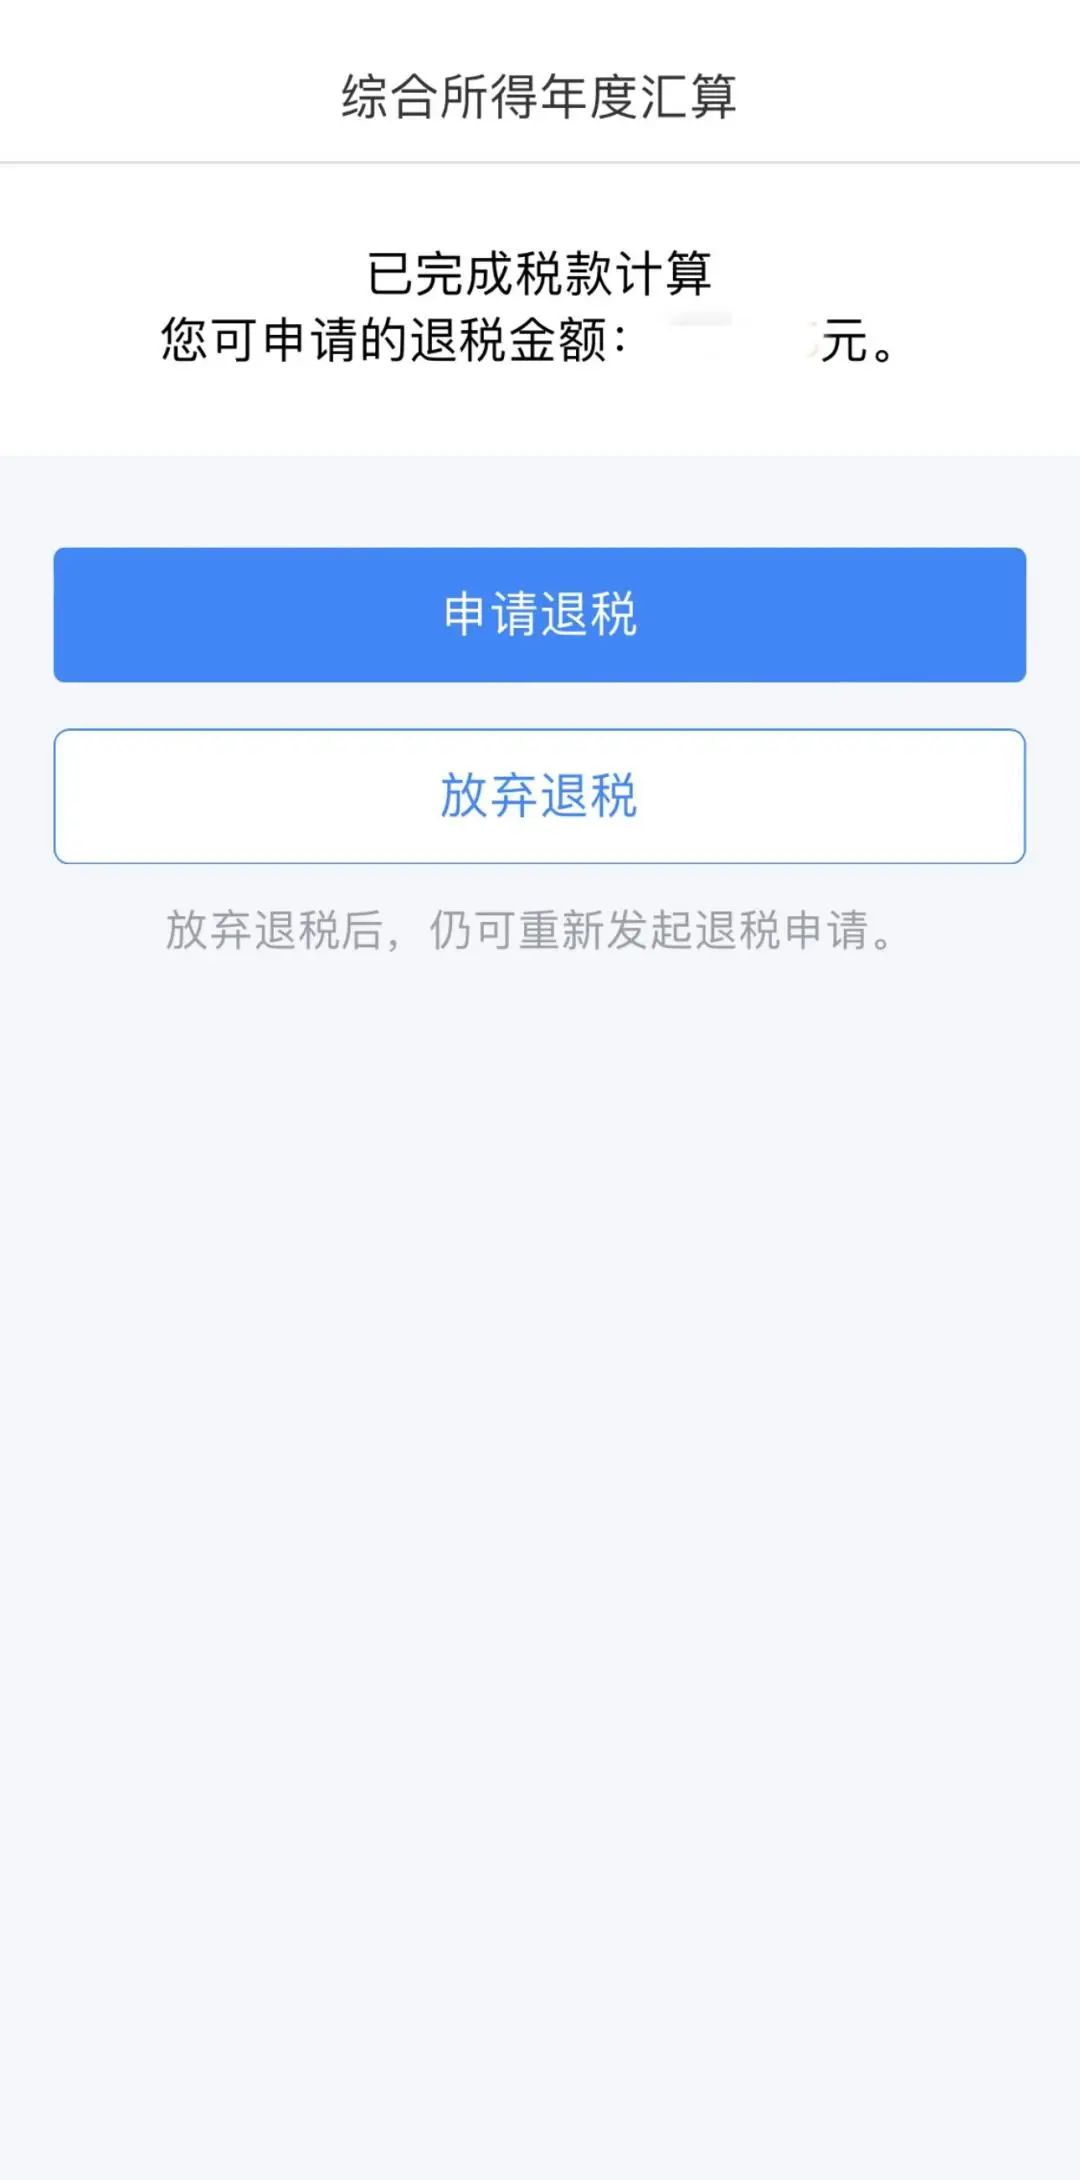 综合所得年度汇算
已完成税款计算
您可申请的退税金额： 元。
申请退税
放弃退税
放弃退税后，仍可重新发起退税申请。